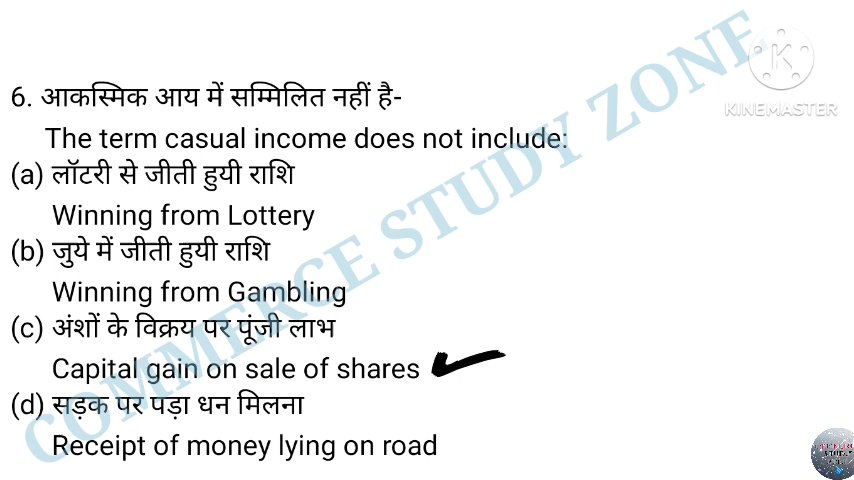 6. आकस्मिक आय में सम्मिलित नहीं है-
The term casual income does not include:
(a) लॉटरी से जीती हुयी राशि
Winning from Lottery
(b) जुये में जीती हुयी राशि
Winning from Gambling
(c) अंशों के विक्रय पर पूंजी लाभ
Capital gain on sale of shares
(d) सड़क पर पड़ा धन मिलना
Receipt of money lying on road
COMMERCE STUDY ZONE
K
KINEMASTER